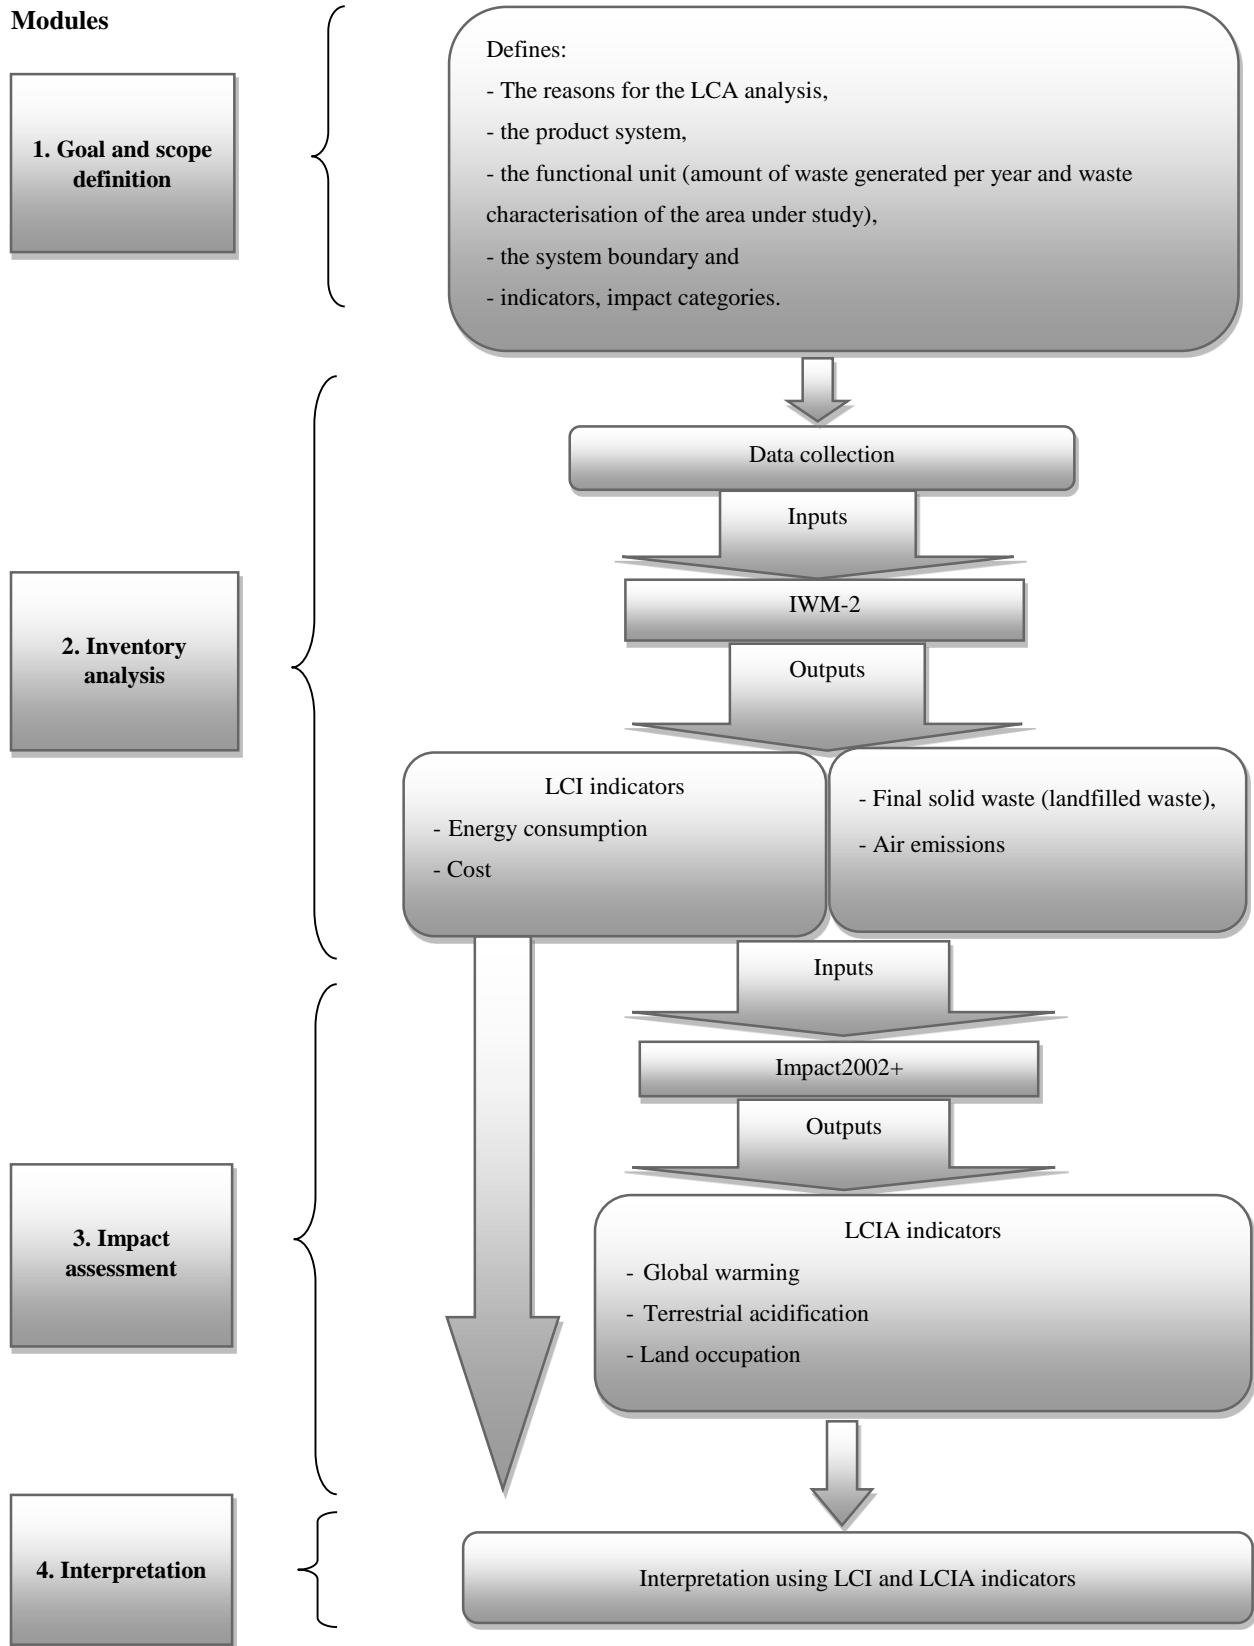 Modules
1. Goal and scope
definition
Defines:
- The reasons for the LCA analysis,
- the product system,
- the functional unit (amount of waste generated per year and waste
characterisation of the area under study),
- the system boundary and
- indicators, impact categories.
2. Inventory
analysis
Data collection
Inputs
IWM-2
Outputs
LCI indicators
- Energy consumption
- Cost
- Final solid waste (landfilled waste),
- Air emissions
3. Impact
assessment
Inputs
Impact2002+
Outputs
LCIA indicators
- Global warming
- Terrestrial acidification
- Land occupation
4. Interpretation
Interpretation using LCI and LCIA indicators